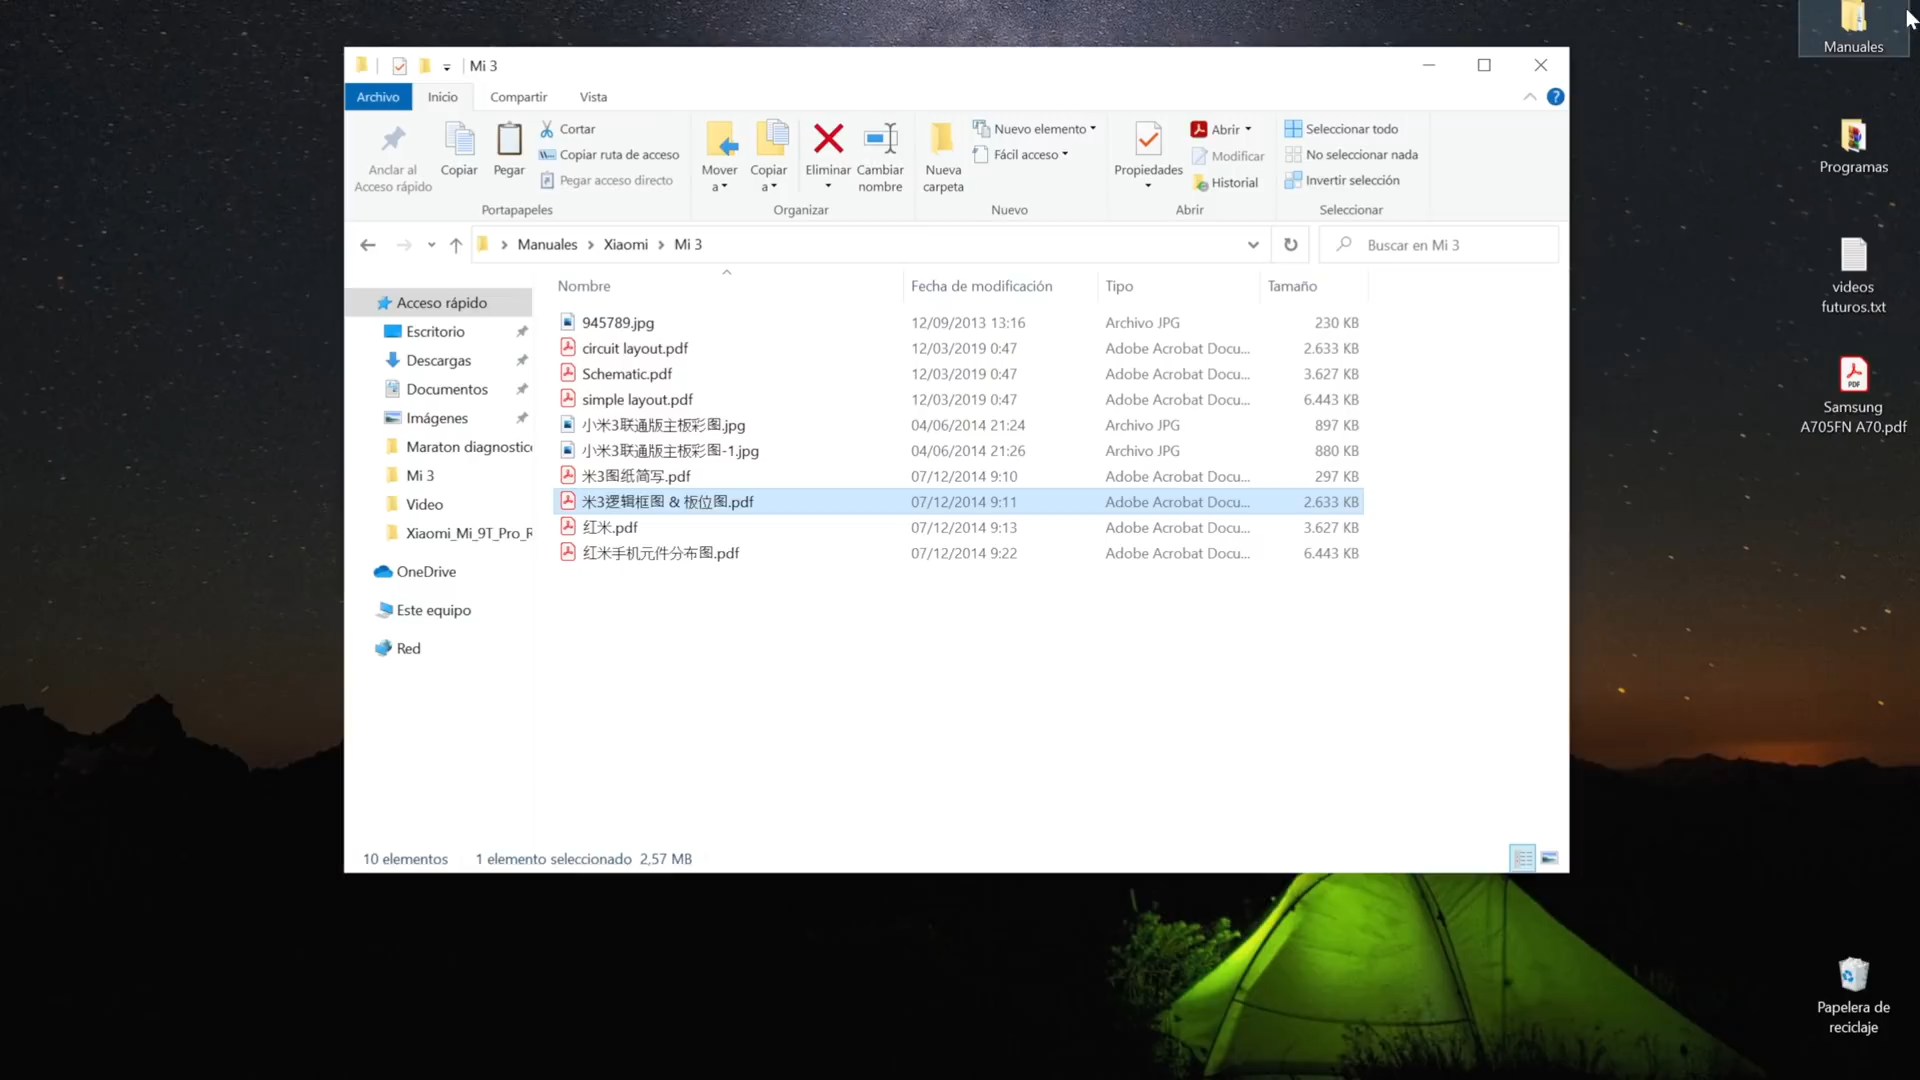 Mi 3
Archivo
Inicio
Compartir
Vista
?
Anclar al
Acceso rápido
Copiar
Pegar
Cortar
Copiar ruta de acceso
Pegar acceso directo
Portapapeles
Mover
a
Copiar
a
Eliminar
Cambiar
nombre
Organizar
Nueva
carpeta
Nuevo elemento
Fácil acceso
Nuevo
Propiedades
Abrir
Modificar
Historial
Abrir
Seleccionar todo
No seleccionar nada
Invertir selección
Seleccionar
Manuales > Xiaomi > Mi 3
Buscar en Mi 3
Acceso rápido
Escritorio
Descargas
Documentos
Imágenes
Maraton diagnostic
Mi 3
Video
Xiaomi_Mi_9T_Pro_R
OneDrive
Este equipo
Red
Nombre Fecha de modificación Tipo Tamaño
945789.jpg 12/09/2013 13:16 Archivo JPG 230 KB
circuit layout.pdf 12/03/2019 0:47 Adobe Acrobat Docu... 2.633 KB
Schematic.pdf 12/03/2019 0:47 Adobe Acrobat Docu... 3.627 KB
simple layout.pdf 12/03/2019 0:47 Adobe Acrobat Docu... 6.443 KB
小米3联通版主板彩图.jpg 04/06/2014 21:24 Archivo JPG 897 KB
小米3联通版主板彩图-1.jpg 04/06/2014 21:26 Archivo JPG 880 KB
米3图纸简写.pdf 07/12/2014 9:10 Adobe Acrobat Docu... 297 KB
米3逻辑框图 & 板位图.pdf 07/12/2014 9:11 Adobe Acrobat Docu... 2.633 KB
红米.pdf 07/12/2014 9:13 Adobe Acrobat Docu... 3.627 KB
红米手机元件分布图.pdf 07/12/2014 9:22 Adobe Acrobat Docu... 6.443 KB
10 elementos 1 elemento seleccionado 2,57 MB
Manuales
Programas
videos
futuros.txt
PDF
Samsung
A705FN A70.pdf
Papelera de
reciclaje